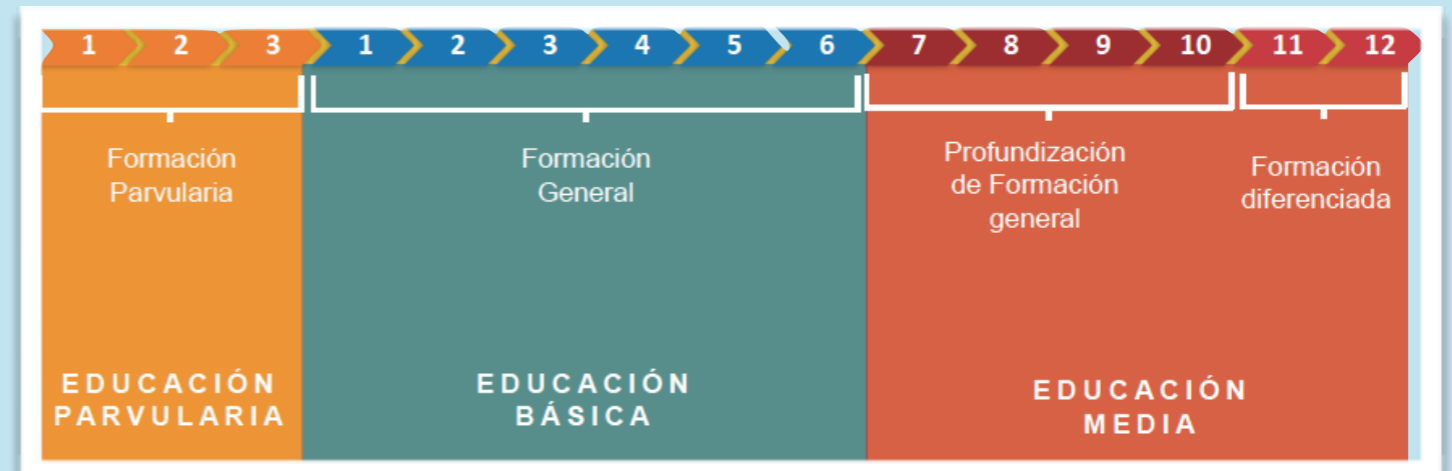 1 2 3 1 2 3 4 5 6 7 8 9 10 11 12
Formación
Parvularia
Formación
General
Profundización
de Formación
general
Formación
diferenciada
EDUCACIÓN
PARVULARIA
EDUCACIÓN
BÁSICA
EDUCACIÓN
MEDIA